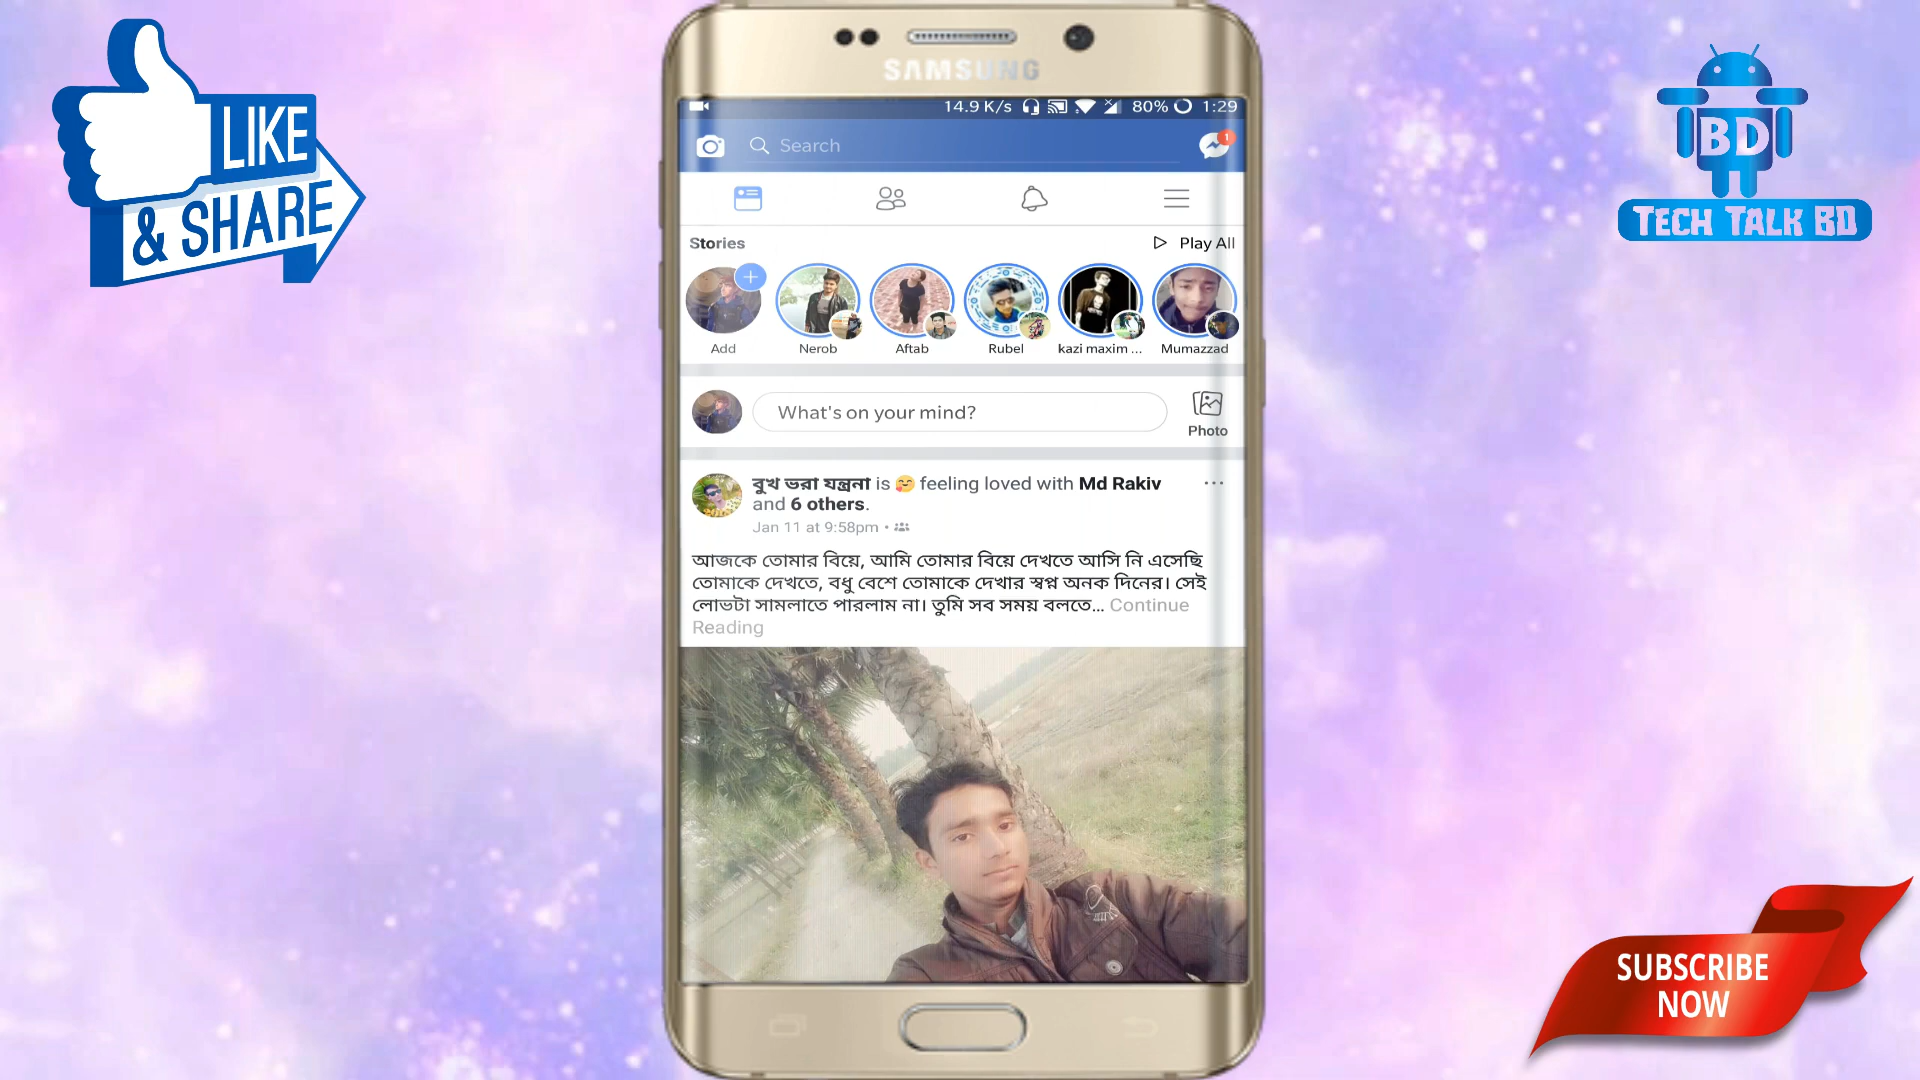 LIKE
& SHARE
SAMSUNG
14.9 K/s 80% 1:29
Search
1
Stories
Play All
Add
Nerob
Aftab
Rubel
kazi maxim ...
Mumazzad
What's on your mind?
Photo
বুখ ভরা যন্ত্রনা is 🥰 feeling loved with Md Rakiv
and 6 others.
Jan 11 at 9:58pm •
আজকে তোমার বিয়ে, আমি তোমার বিয়ে দেখতে আসি নি এসেছি
তোমাকে দেখতে, বধু বেশে তোমাকে দেখার স্বপ্ন অনক দিনের। সেই
লোভটা সামলাতে পারলাম না। তুমি সব সময় বলতে... Continue
Reading
BD
TECH TALK BD
SUBSCRIBE
NOW